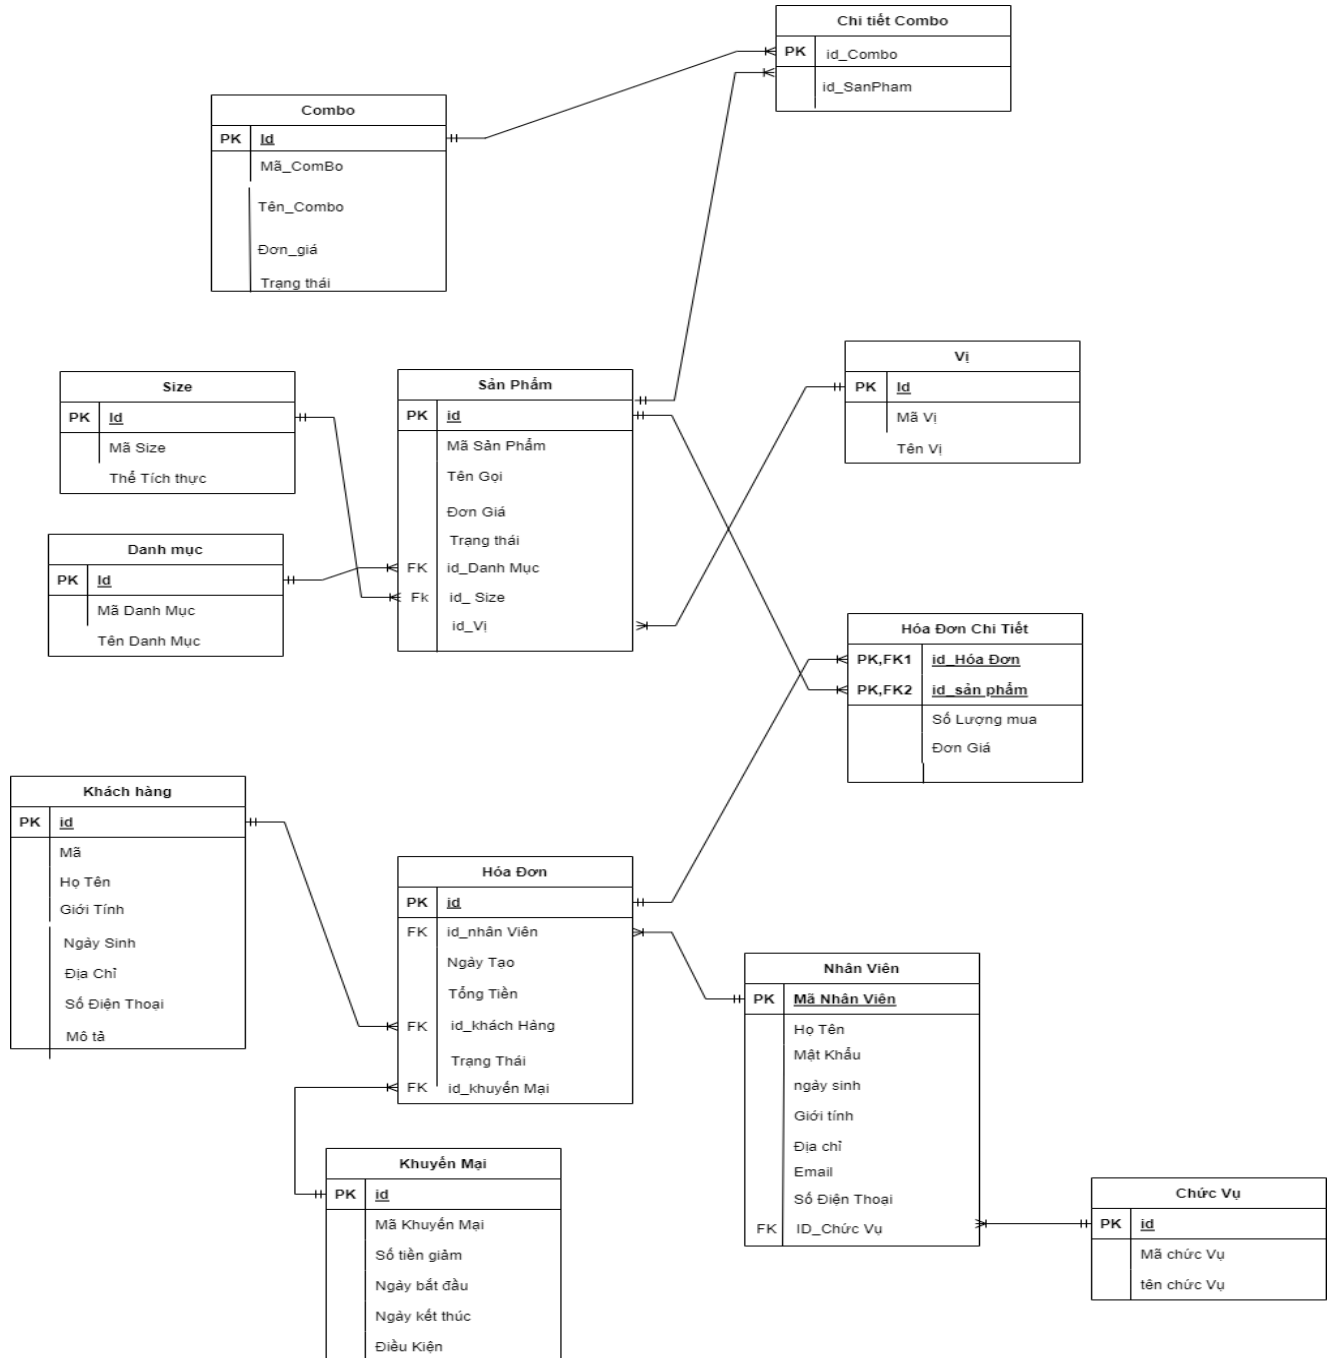 Chi tiết Combo
PK id_Combo
id_SanPham
Combo
PK Id
Mã_ComBo
Tên_Combo
Đơn_giá
Trạng thái
Size
PK Id
Mã Size
Thể Tích thực
Sản Phẩm
PK id
Mã Sản Phẩm
Tên Gọi
Đơn Giá
Trạng thái
FK id_Danh Mục
Fk id_ Size
id_Vị
Vị
PK Id
Mã Vị
Tên Vị
Danh mục
PK Id
Mã Danh Mục
Tên Danh Mục
Hóa Đơn Chi Tiết
PK,FK1 id_Hóa Đơn
PK,FK2 id_sản phẩm
Số Lượng mua
Đơn Giá
Khách hàng
PK id
Mã
Họ Tên
Giới Tính
Ngày Sinh
Địa Chỉ
Số Điện Thoại
Mô tả
Hóa Đơn
PK id
FK id_nhân Viên
Ngày Tạo
Tổng Tiền
FK id_khách Hàng
Trạng Thái
FK id_khuyến Mại
Nhân Viên
PK Mã Nhân Viên
Họ Tên
Mật Khẩu
ngày sinh
Giới tính
Địa chỉ
Email
Số Điện Thoại
FK ID_Chức Vụ
Khuyến Mại
PK id
Mã Khuyến Mại
Số tiền giảm
Ngày bắt đầu
Ngày kết thúc
Điều Kiện
Chức Vụ
PK id
Mã chức Vụ
tên chức Vụ